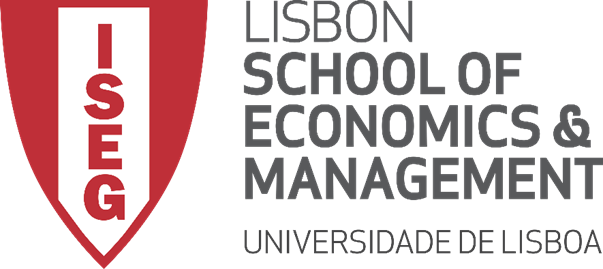 ISEG
LISBON
SCHOOL OF
ECONOMICS &
MANAGEMENT
UNIVERSIDADE DE LISBOA